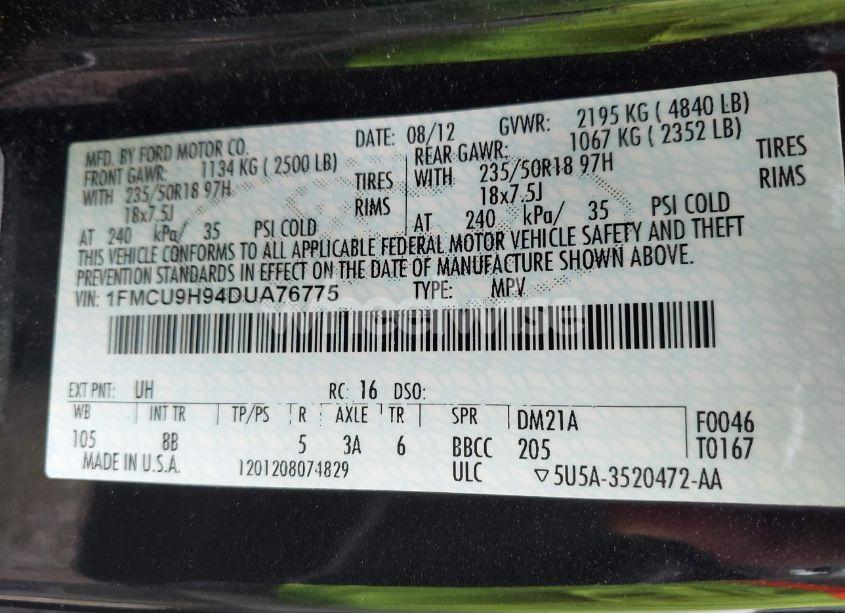 MFD. BY FORD MOTOR CO. DATE: 08/12 GVWR: 2195 KG ( 4840 LB)
FRONT GAWR: 1134 KG ( 2500 LB) REAR GAWR: 1067 KG ( 2352 LB)
WITH 235/50R18 97H TIRES WITH 235/50R18 97H TIRES
18x7.5J RIMS 18x7.5J RIMS
AT 240 kPa/ 35 PSI COLD AT 240 kPa/ 35 PSI COLD
THIS VEHICLE CONFORMS TO ALL APPLICABLE FEDERAL MOTOR VEHICLE SAFETY AND THEFT
PREVENTION STANDARDS IN EFFECT ON THE DATE OF MANUFACTURE SHOWN ABOVE.
VIN: 1FMCU9H94DUA76775 TYPE: MPV
wheelwise
EXT PNT: UH RC: 16 DSO:
WB INT TR TP/PS R AXLE TR SPR DM21A F0046
105 8B 5 3A 6 BBCC 205 T0167
MADE IN U.S.A. 1201208074829 ULC ▽5U5A-3520472-AA